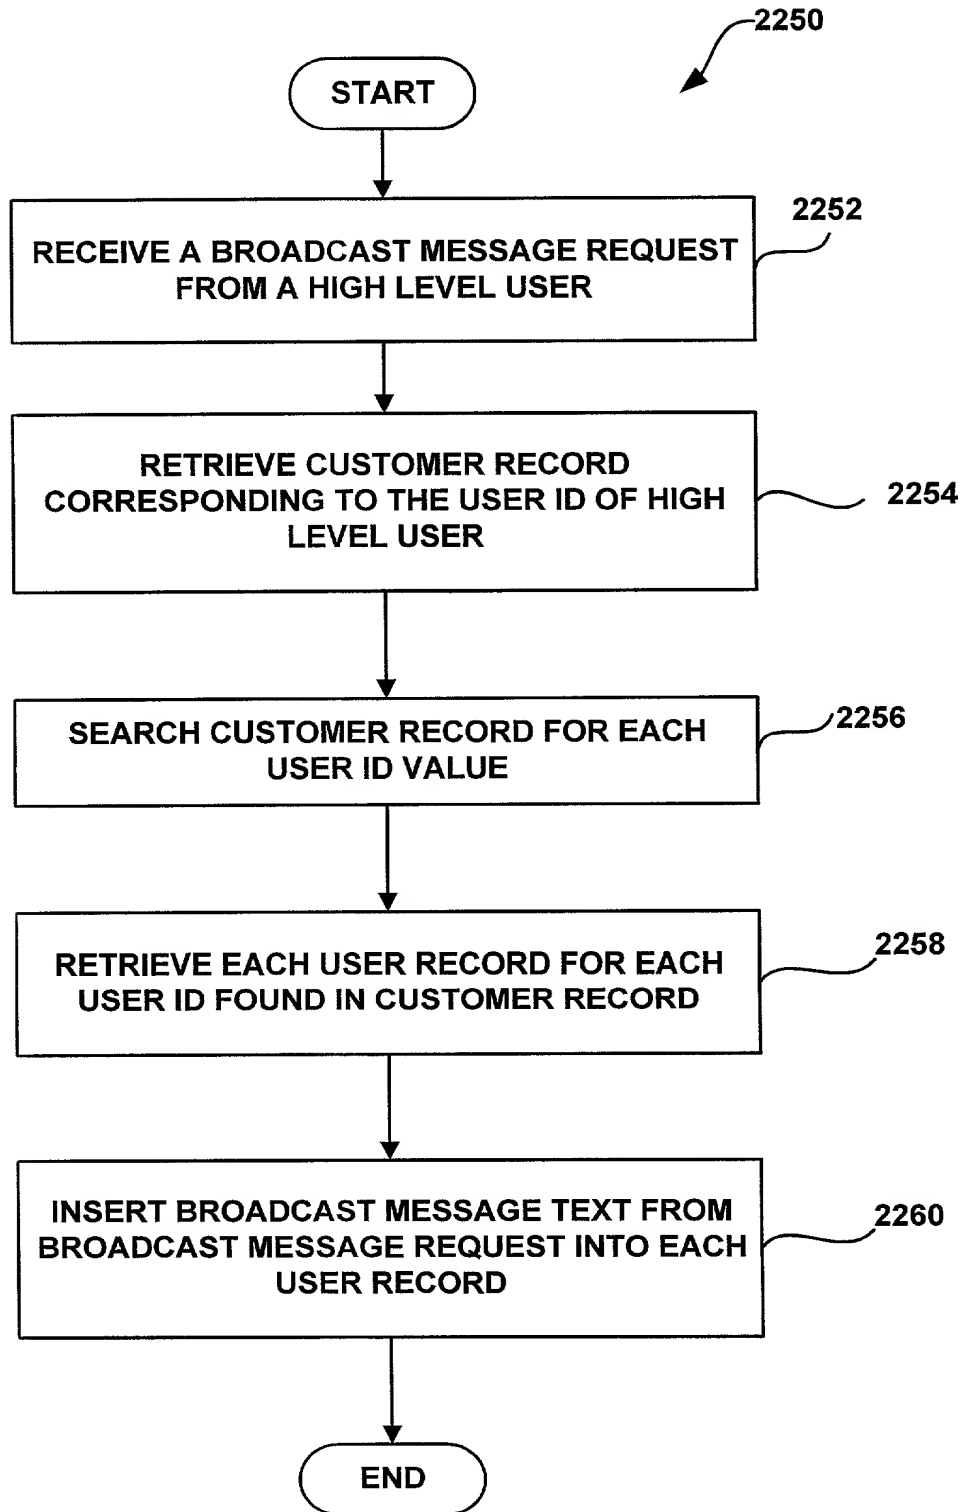 2250
START
2252
RECEIVE A BROADCAST MESSAGE REQUEST
FROM A HIGH LEVEL USER
RETRIEVE CUSTOMER RECORD
CORRESPONDING TO THE USER ID OF HIGH
LEVEL USER
2254
SEARCH CUSTOMER RECORD FOR EACH
USER ID VALUE
2256
RETRIEVE EACH USER RECORD FOR EACH
USER ID FOUND IN CUSTOMER RECORD
2258
INSERT BROADCAST MESSAGE TEXT FROM
BROADCAST MESSAGE REQUEST INTO EACH
USER RECORD
2260
END